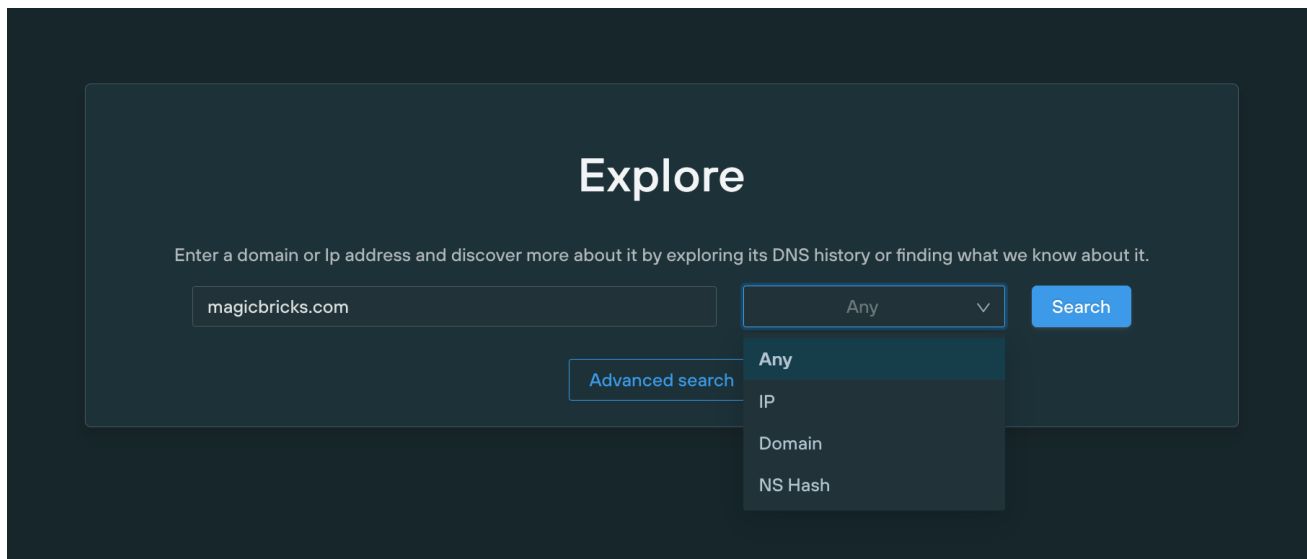 Explore
Enter a domain or Ip address and discover more about it by exploring its DNS history or finding what we know about it.
magicbricks.com Any Search
Advanced search
Any
IP
Domain
NS Hash